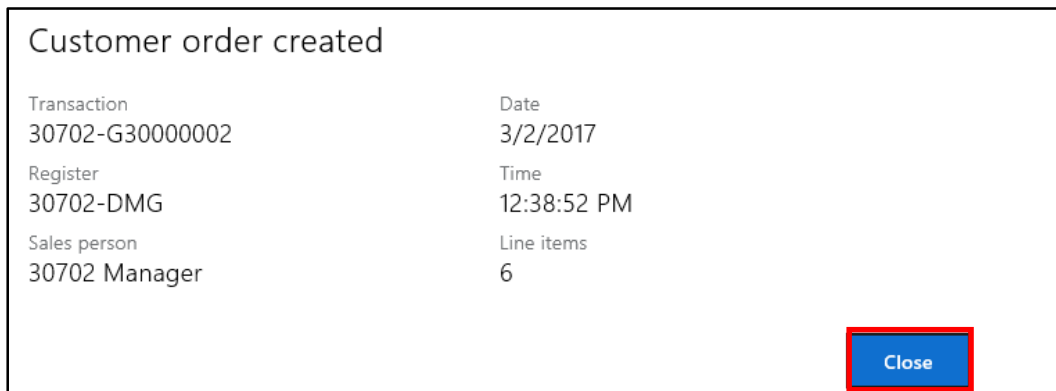 Customer order created
Transaction
30702-G30000002
Date
3/2/2017
Register
30702-DMG
Time
12:38:52 PM
Sales person
30702 Manager
Line items
6
Close